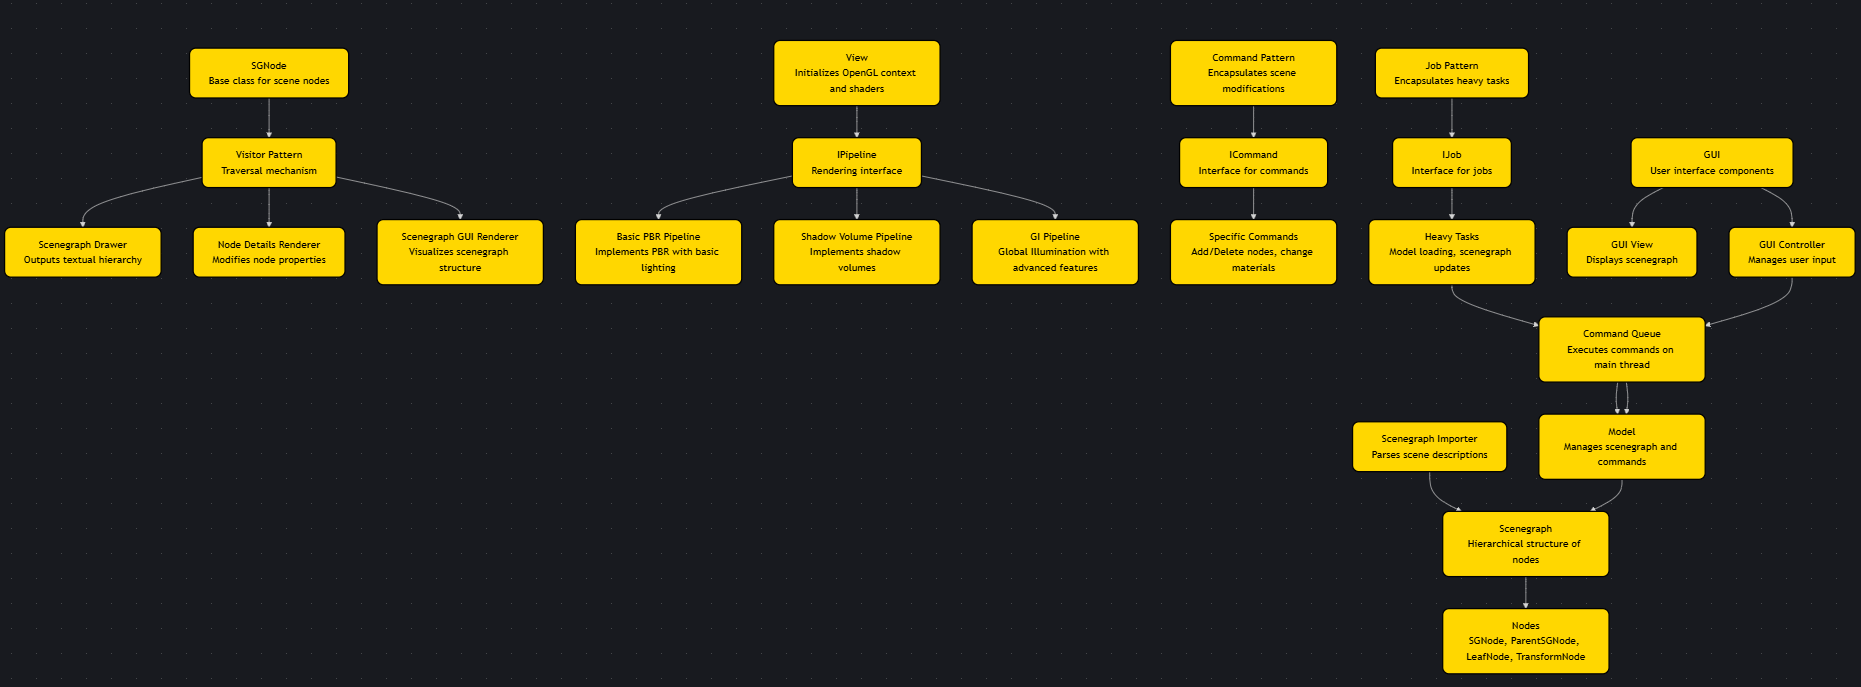 SGNode
Base class for scene nodes
View
Initializes OpenGL context
and shaders
Command Pattern
Encapsulates scene
modifications
Job Pattern
Encapsulates heavy tasks
Visitor Pattern
Traversal mechanism
IPipeline
Rendering interface
ICommand
Interface for commands
IJob
Interface for jobs
GUI
User interface components
Scenegraph Drawer
Outputs textual hierarchy
Node Details Renderer
Modifies node properties
Scenegraph GUI Renderer
Visualizes scenegraph
structure
Basic PBR Pipeline
Implements PBR with basic
lighting
Shadow Volume Pipeline
Implements shadow
volumes
GI Pipeline
Global Illumination with
advanced features
Specific Commands
Add/Delete nodes, change
materials
Heavy Tasks
Model loading, scenegraph
updates
GUI View
Displays scenegraph
GUI Controller
Manages user input
Command Queue
Executes commands on
main thread
Scenegraph Importer
Parses scene descriptions
Model
Manages scenegraph and
commands
Scenegraph
Hierarchical structure of
nodes
Nodes
SGNode, ParentSGNode,
LeafNode, TransformNode